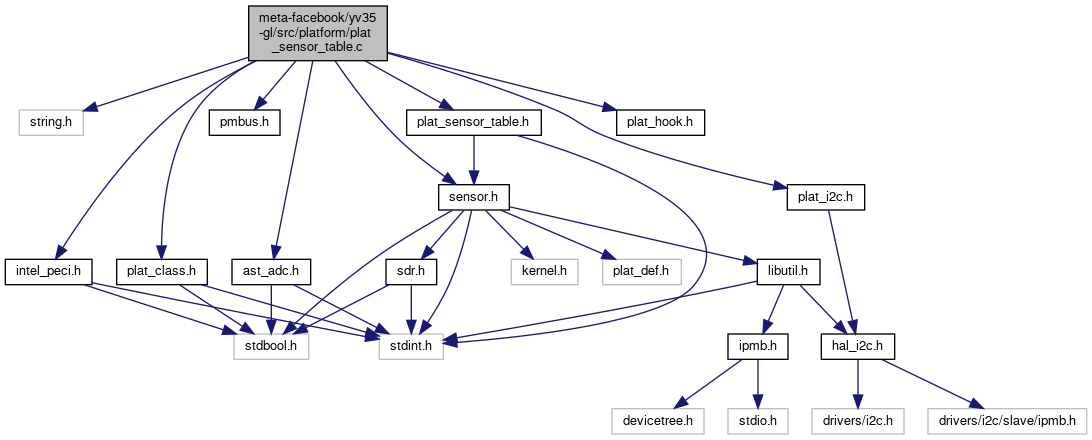 meta-facebook/yv35
-gl/src/platform/plat
_sensor_table.c
string.h
pmbus.h
plat_sensor_table.h
plat_hook.h
sensor.h
plat_i2c.h
intel_peci.h
plat_class.h
ast_adc.h
sdr.h
kernel.h
plat_def.h
libutil.h
stdbool.h
stdint.h
ipmb.h
hal_i2c.h
devicetree.h
stdio.h
drivers/i2c.h
drivers/i2c/slave/ipmb.h